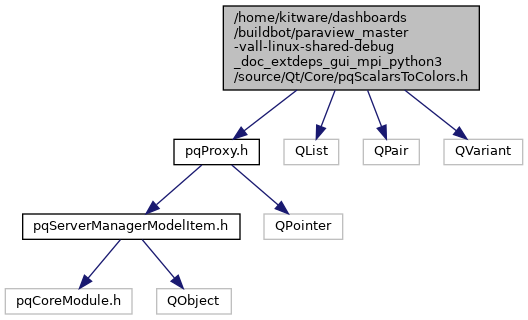 /home/kitware/dashboards
/buildbot/paraview_master
-vall-linux-shared-debug
_doc_extdeps_gui_mpi_python3
/source/Qt/Core/pqScalarsToColors.h
pqProxy.h
QList
QPair
QVariant
pqServerManagerModelItem.h
QPointer
pqCoreModule.h
QObject